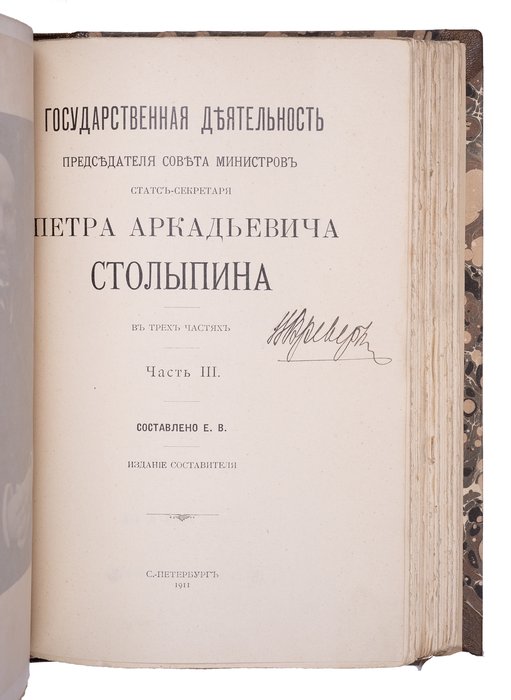 ГОСУДАРСТВЕННАЯ ДѢЯТЕЛЬНОСТЬ
ПРЕДСѢДАТЕЛЯ СОВѢТА МИНИСТРОВЪ
СТАТСЪ-СЕКРЕТАРЯ
ПЕТРА АРКАДЬЕВИЧА
СТОЛЫПИНА
ВЪ ТРЕХЪ ЧАСТЯХЪ
Часть III.
СОСТАВЛЕНО Е. В.
ИЗДАНІЕ СОСТАВИТЕЛЯ
С.-ПЕТЕРБУРГЪ
1911